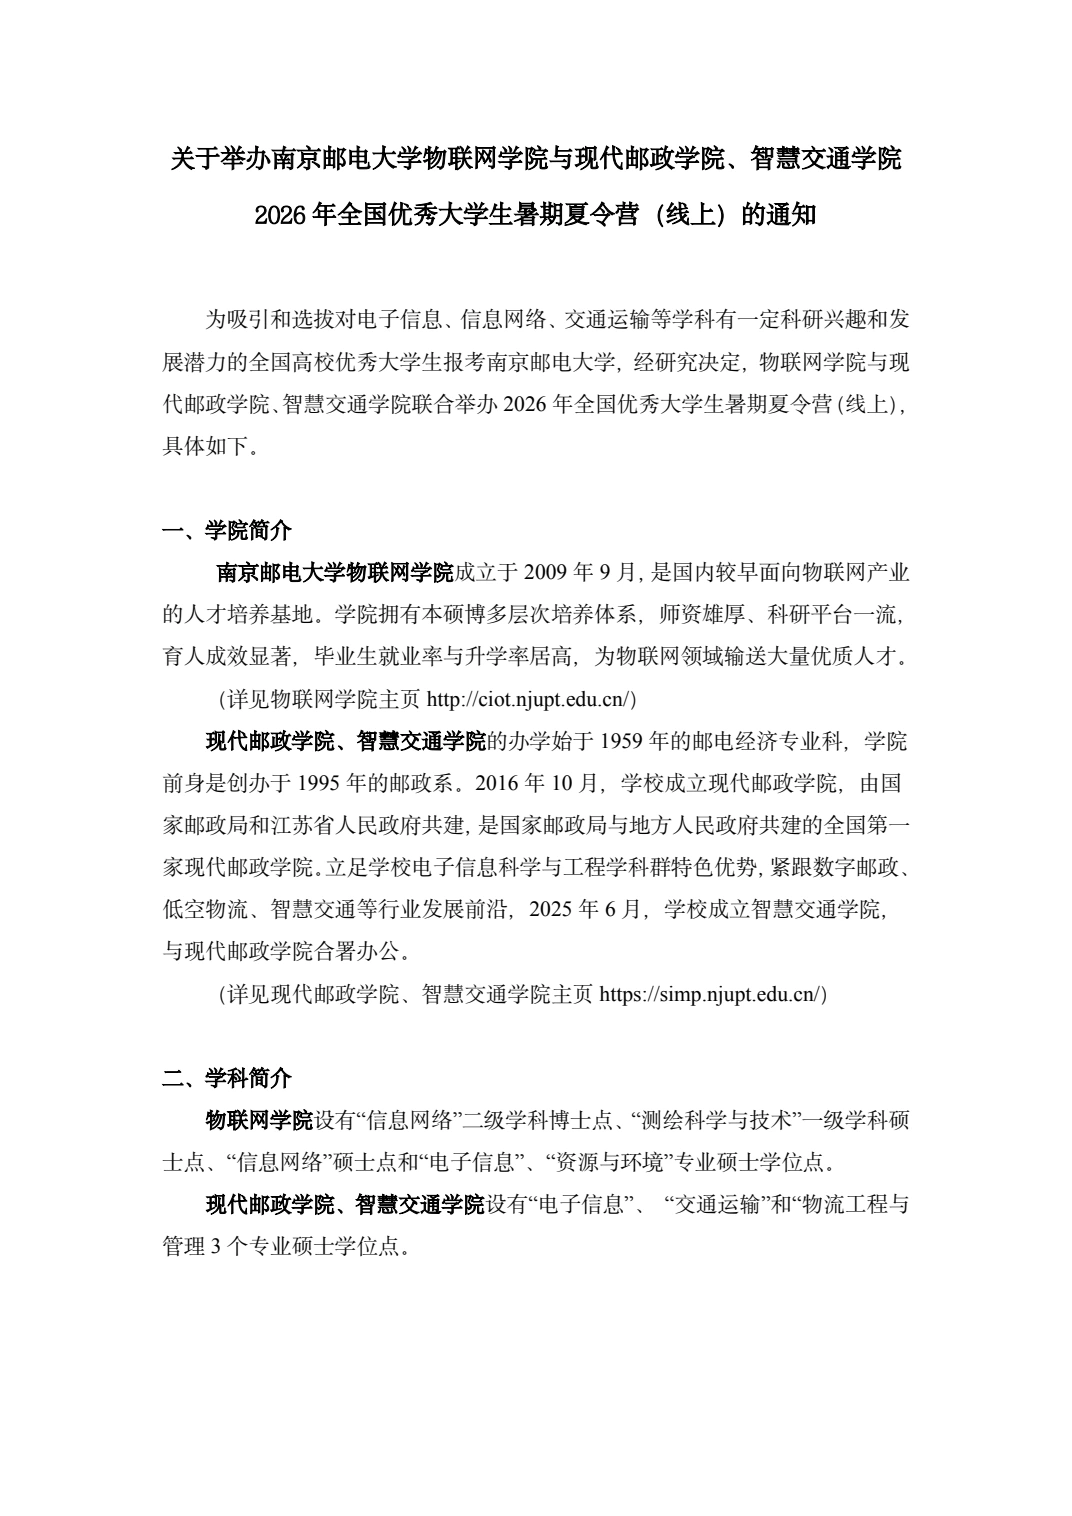 关于举办南京邮电大学物联网学院与现代邮政学院、智慧交通学院
2026 年全国优秀大学生暑期夏令营（线上）的通知
为吸引和选拔对电子信息、信息网络、交通运输等学科有一定科研兴趣和发
展潜力的全国高校优秀大学生报考南京邮电大学，经研究决定，物联网学院与现
代邮政学院、智慧交通学院联合举办 2026 年全国优秀大学生暑期夏令营（线上），
具体如下。
一、学院简介
南京邮电大学物联网学院成立于 2009 年 9 月，是国内较早面向物联网产业
的人才培养基地。学院拥有本硕博多层次培养体系，师资雄厚、科研平台一流，
育人成效显著，毕业生就业率与升学率居高，为物联网领域输送大量优质人才。
（详见物联网学院主页 http://ciot.njupt.edu.cn/）
现代邮政学院、智慧交通学院的办学始于 1959 年的邮电经济专业科，学院
前身是创办于 1995 年的邮政系。2016 年 10 月，学校成立现代邮政学院，由国
家邮政局和江苏省人民政府共建，是国家邮政局与地方人民政府共建的全国第一
家现代邮政学院。立足学校电子信息科学与工程学科群特色优势，紧跟数字邮政、
低空物流、智慧交通等行业发展前沿，2025 年 6 月，学校成立智慧交通学院，
与现代邮政学院合署办公。
（详见现代邮政学院、智慧交通学院主页 https://simp.njupt.edu.cn/）
二、学科简介
物联网学院设有“信息网络”二级学科博士点、“测绘科学与技术”一级学科硕
士点、“信息网络”硕士点和“电子信息”、“资源与环境”专业硕士学位点。
现代邮政学院、智慧交通学院设有“电子信息”、 “交通运输”和“物流工程与
管理 3 个专业硕士学位点。